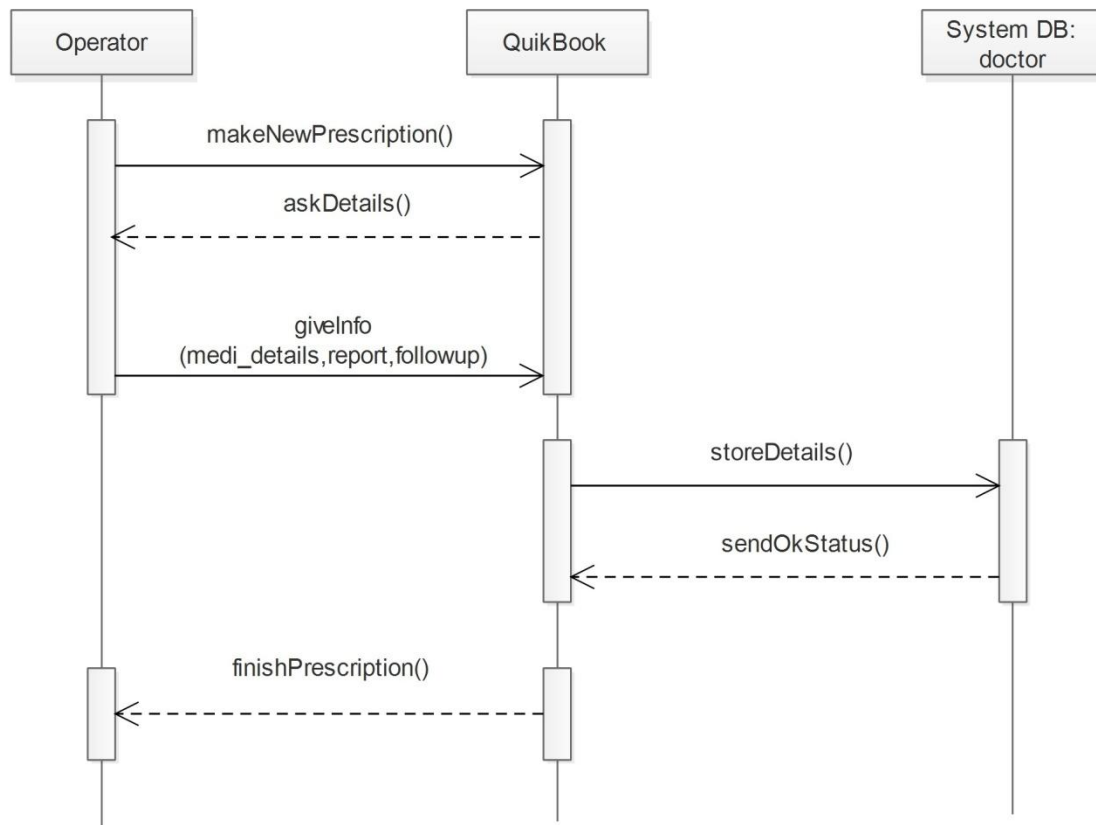 Operator
QuikBook
System DB:
doctor
makeNewPrescription()
askDetails()
giveInfo
(medi_details,report,followup)
storeDetails()
sendOkStatus()
finishPrescription()